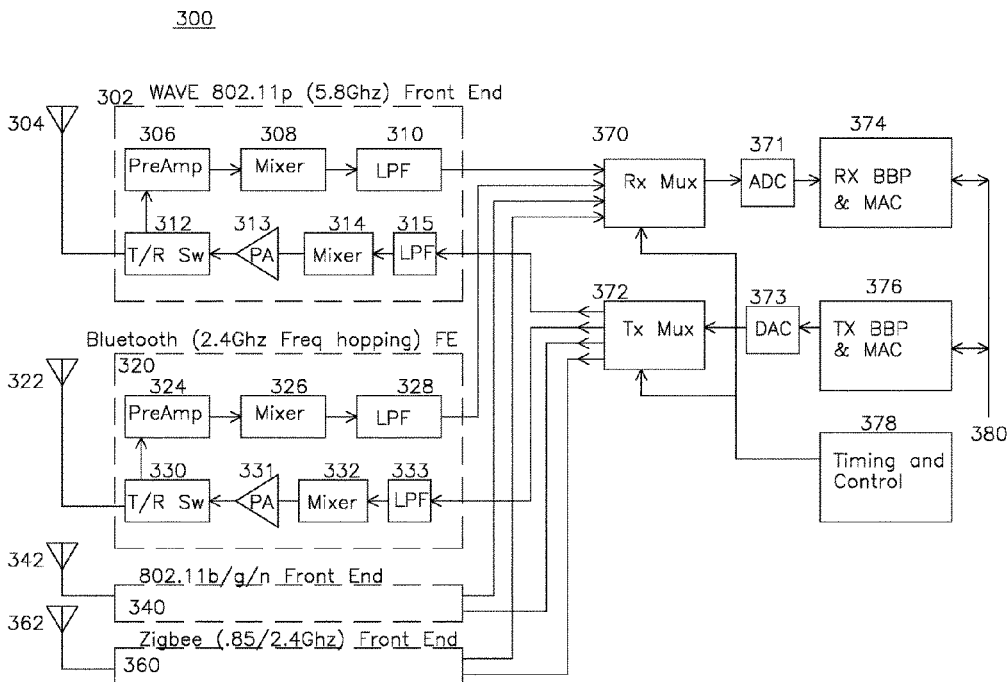 300
WAVE 802.11p (5.8Ghz) Front End
302
304
306
308
310
PreAmp
Mixer
LPF
312
313
314
315
T/R Sw
PA
Mixer
LPF
370
Rx Mux
371
ADC
374
RX BBP
& MAC
372
Tx Mux
373
DAC
376
TX BBP
& MAC
378
Timing and
Control
380
Bluetooth (2.4Ghz Freq hopping) FE
320
322
324
326
328
PreAmp
Mixer
LPF
330
331
332
333
T/R Sw
PA
Mixer
LPF
342
802.11b/g/n Front End
340
362
Zigbee (.85/2.4Ghz) Front End
360